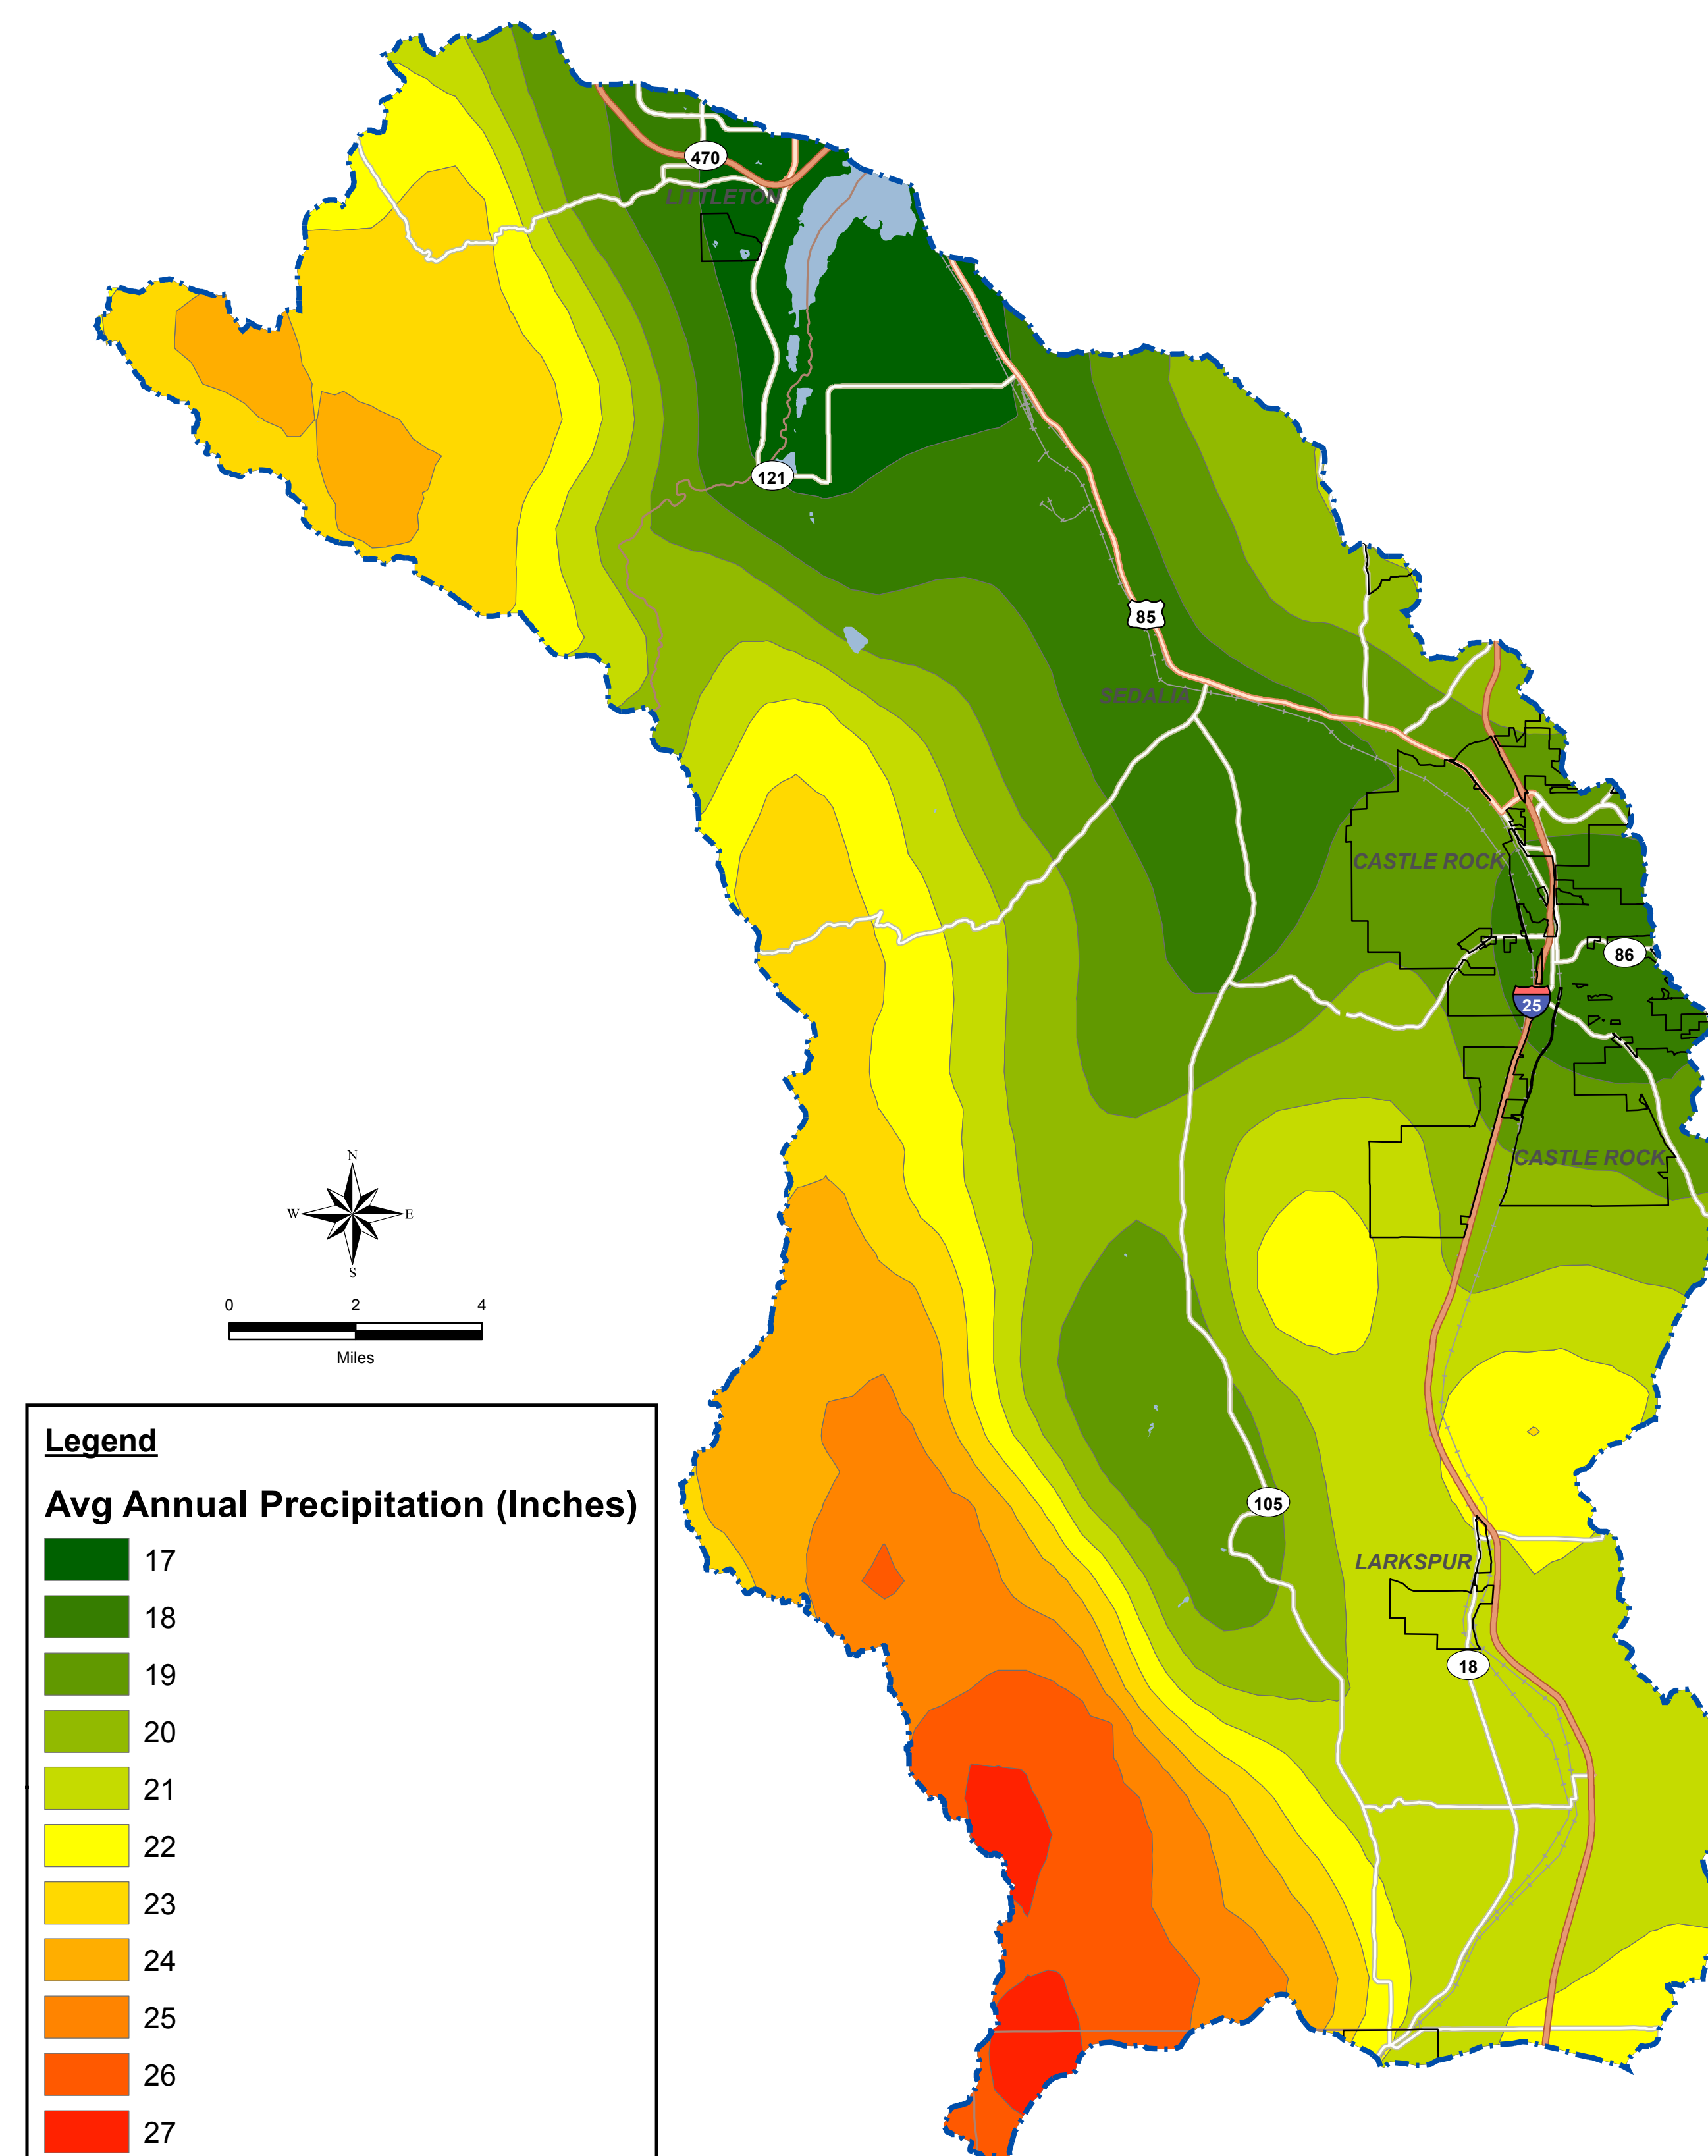 470
LITTLETON
121
85
SEDALIA
CASTLE ROCK
86
25
CASTLE ROCK
N
W E
S
0 2 4
Miles
105
LARKSPUR
18
Legend
Avg Annual Precipitation (Inches)
17
18
19
20
21
22
23
24
25
26
27